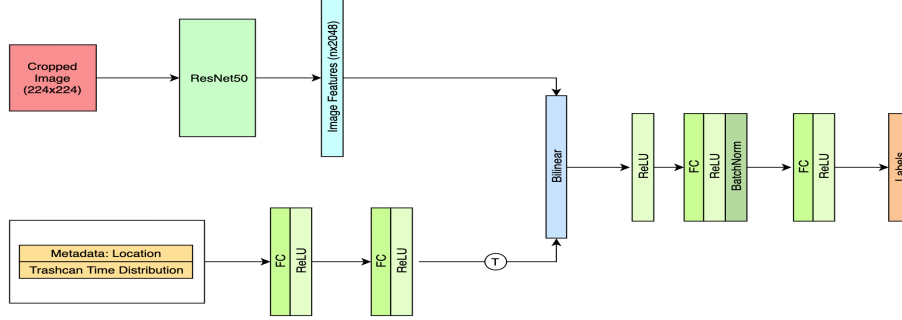 Cropped
Image
(224x224)
ResNet50
Image Features (nx2048)
Metadata: Location
Trashcan Time Distribution
FC
ReLU
FC
ReLU
T
Bilinear
ReLU
FC
ReLU
BatchNorm
FC
ReLU
Labels